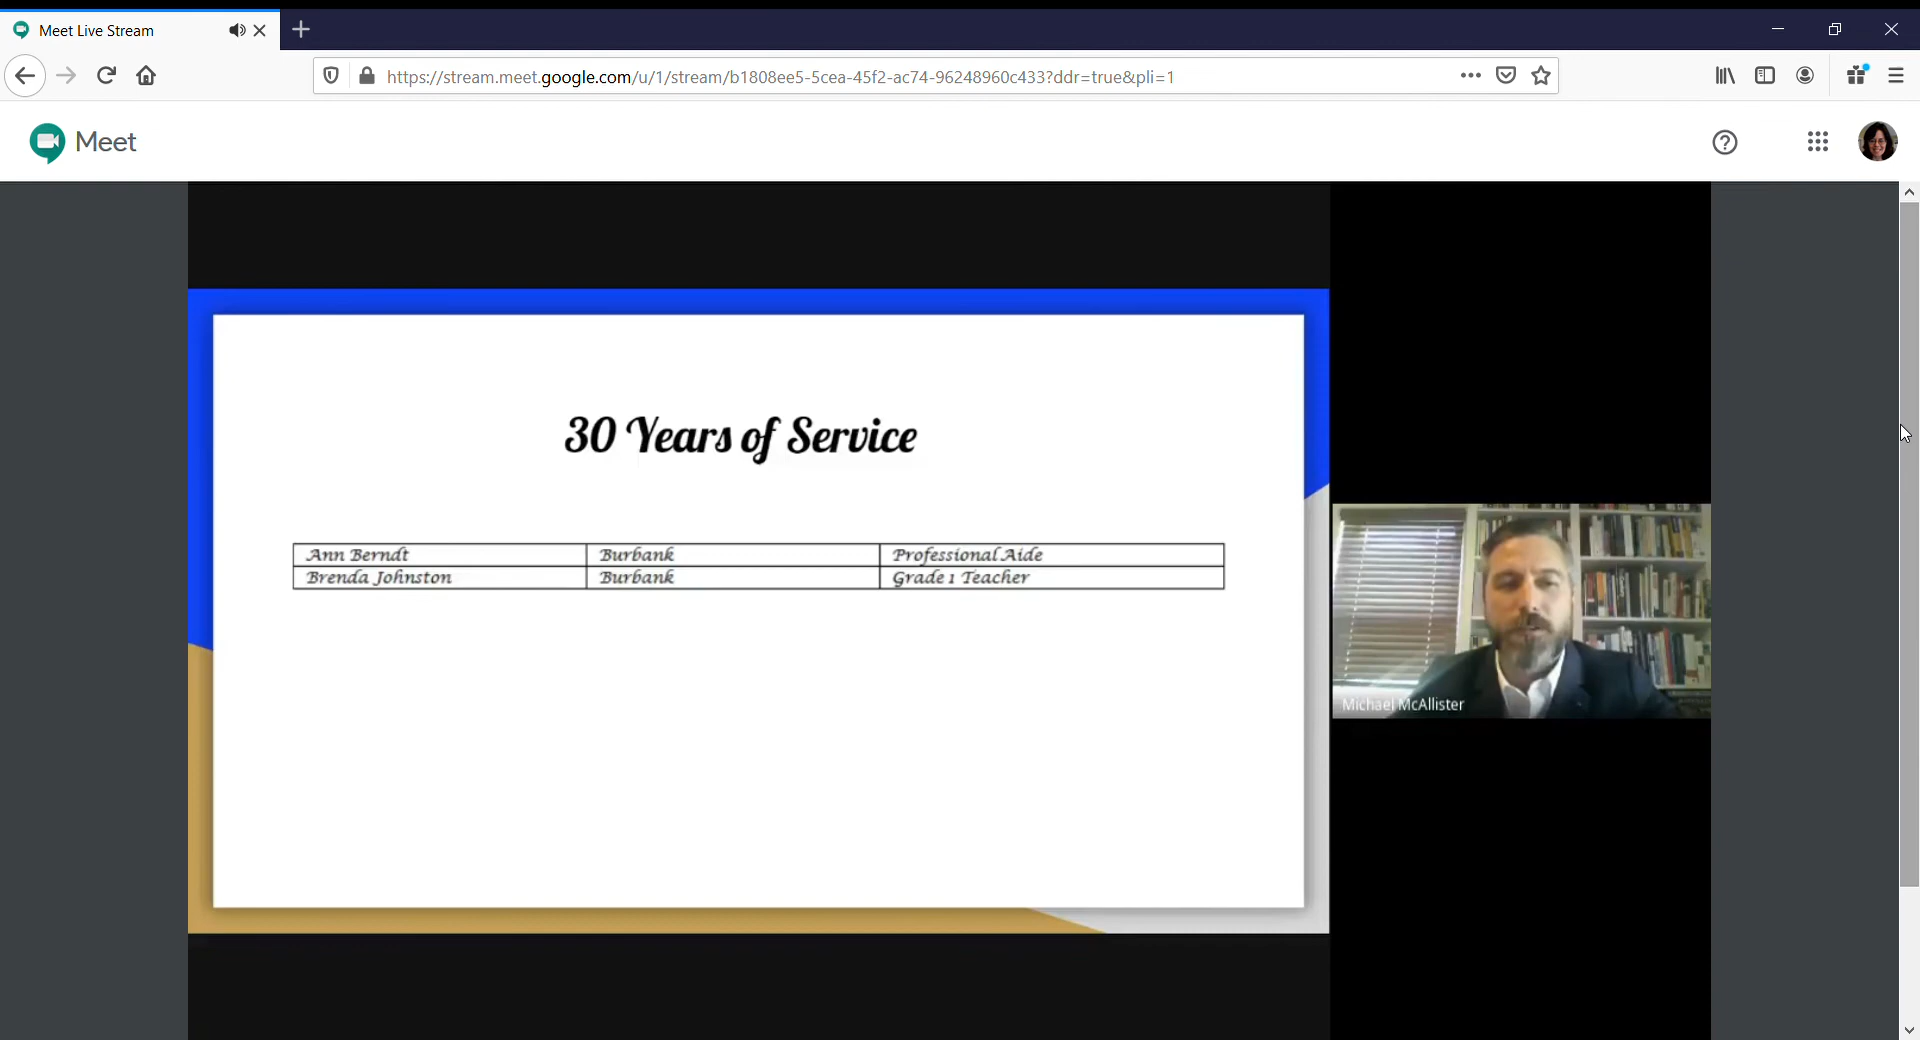 Meet Live Stream
https://stream.meet.google.com/u/1/stream/b1808ee5-5cea-45f2-ac74-96248960c433?ddr=true&pli=1
Meet
30 Years of Service
Ann Berndt Burbank Professional Aide
Brenda Johnston Burbank Grade 1 Teacher
Michael McAllister